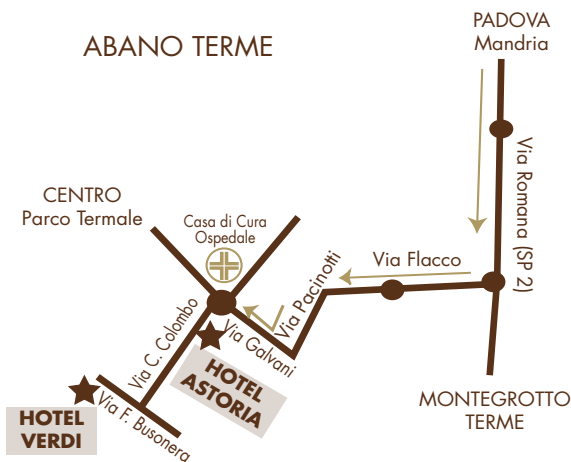 ABANO TERME
PADOVA
Mandria
Via Romana (SP 2)
CENTRO
Parco Termale
Casa di Cura
Ospedale
Via Flacco
Via Pacinotti
Via Galvani
Via C. Colombo
HOTEL
ASTORIA
MONTEGROTTO
TERME
Via F. Busonera
HOTEL
VERDI